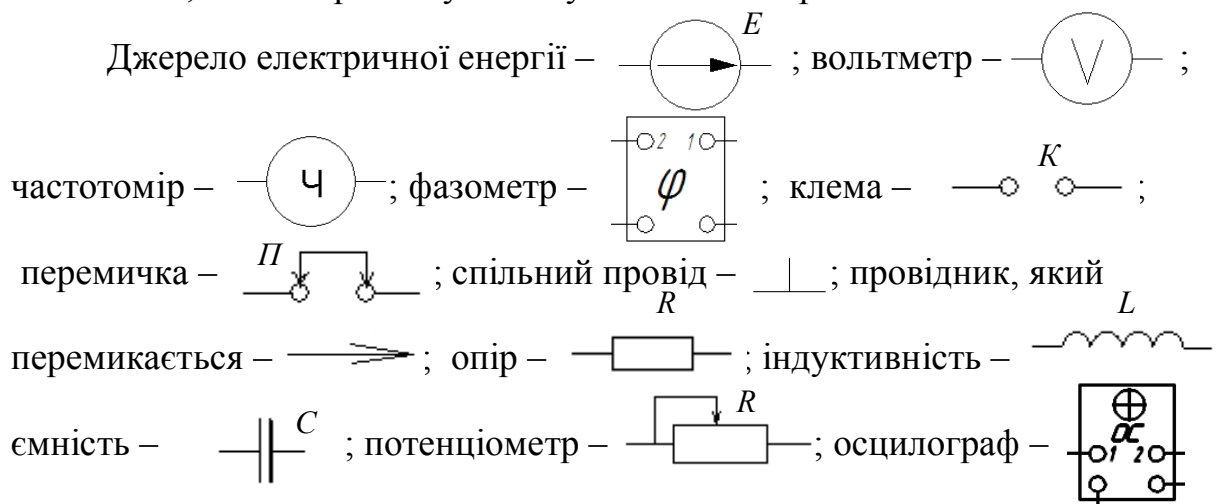 Джерело електричної енергії – E ; вольтметр – V ;
частотомір – Ч ; фазометр – 2 1 φ ; клема – К ;
перемичка – П ; спільний провід – ; провідник, який
перемикається – ; опір – R ; індуктивність – L
ємність – C ; потенціометр – R ; осцилограф – ОС 1 2